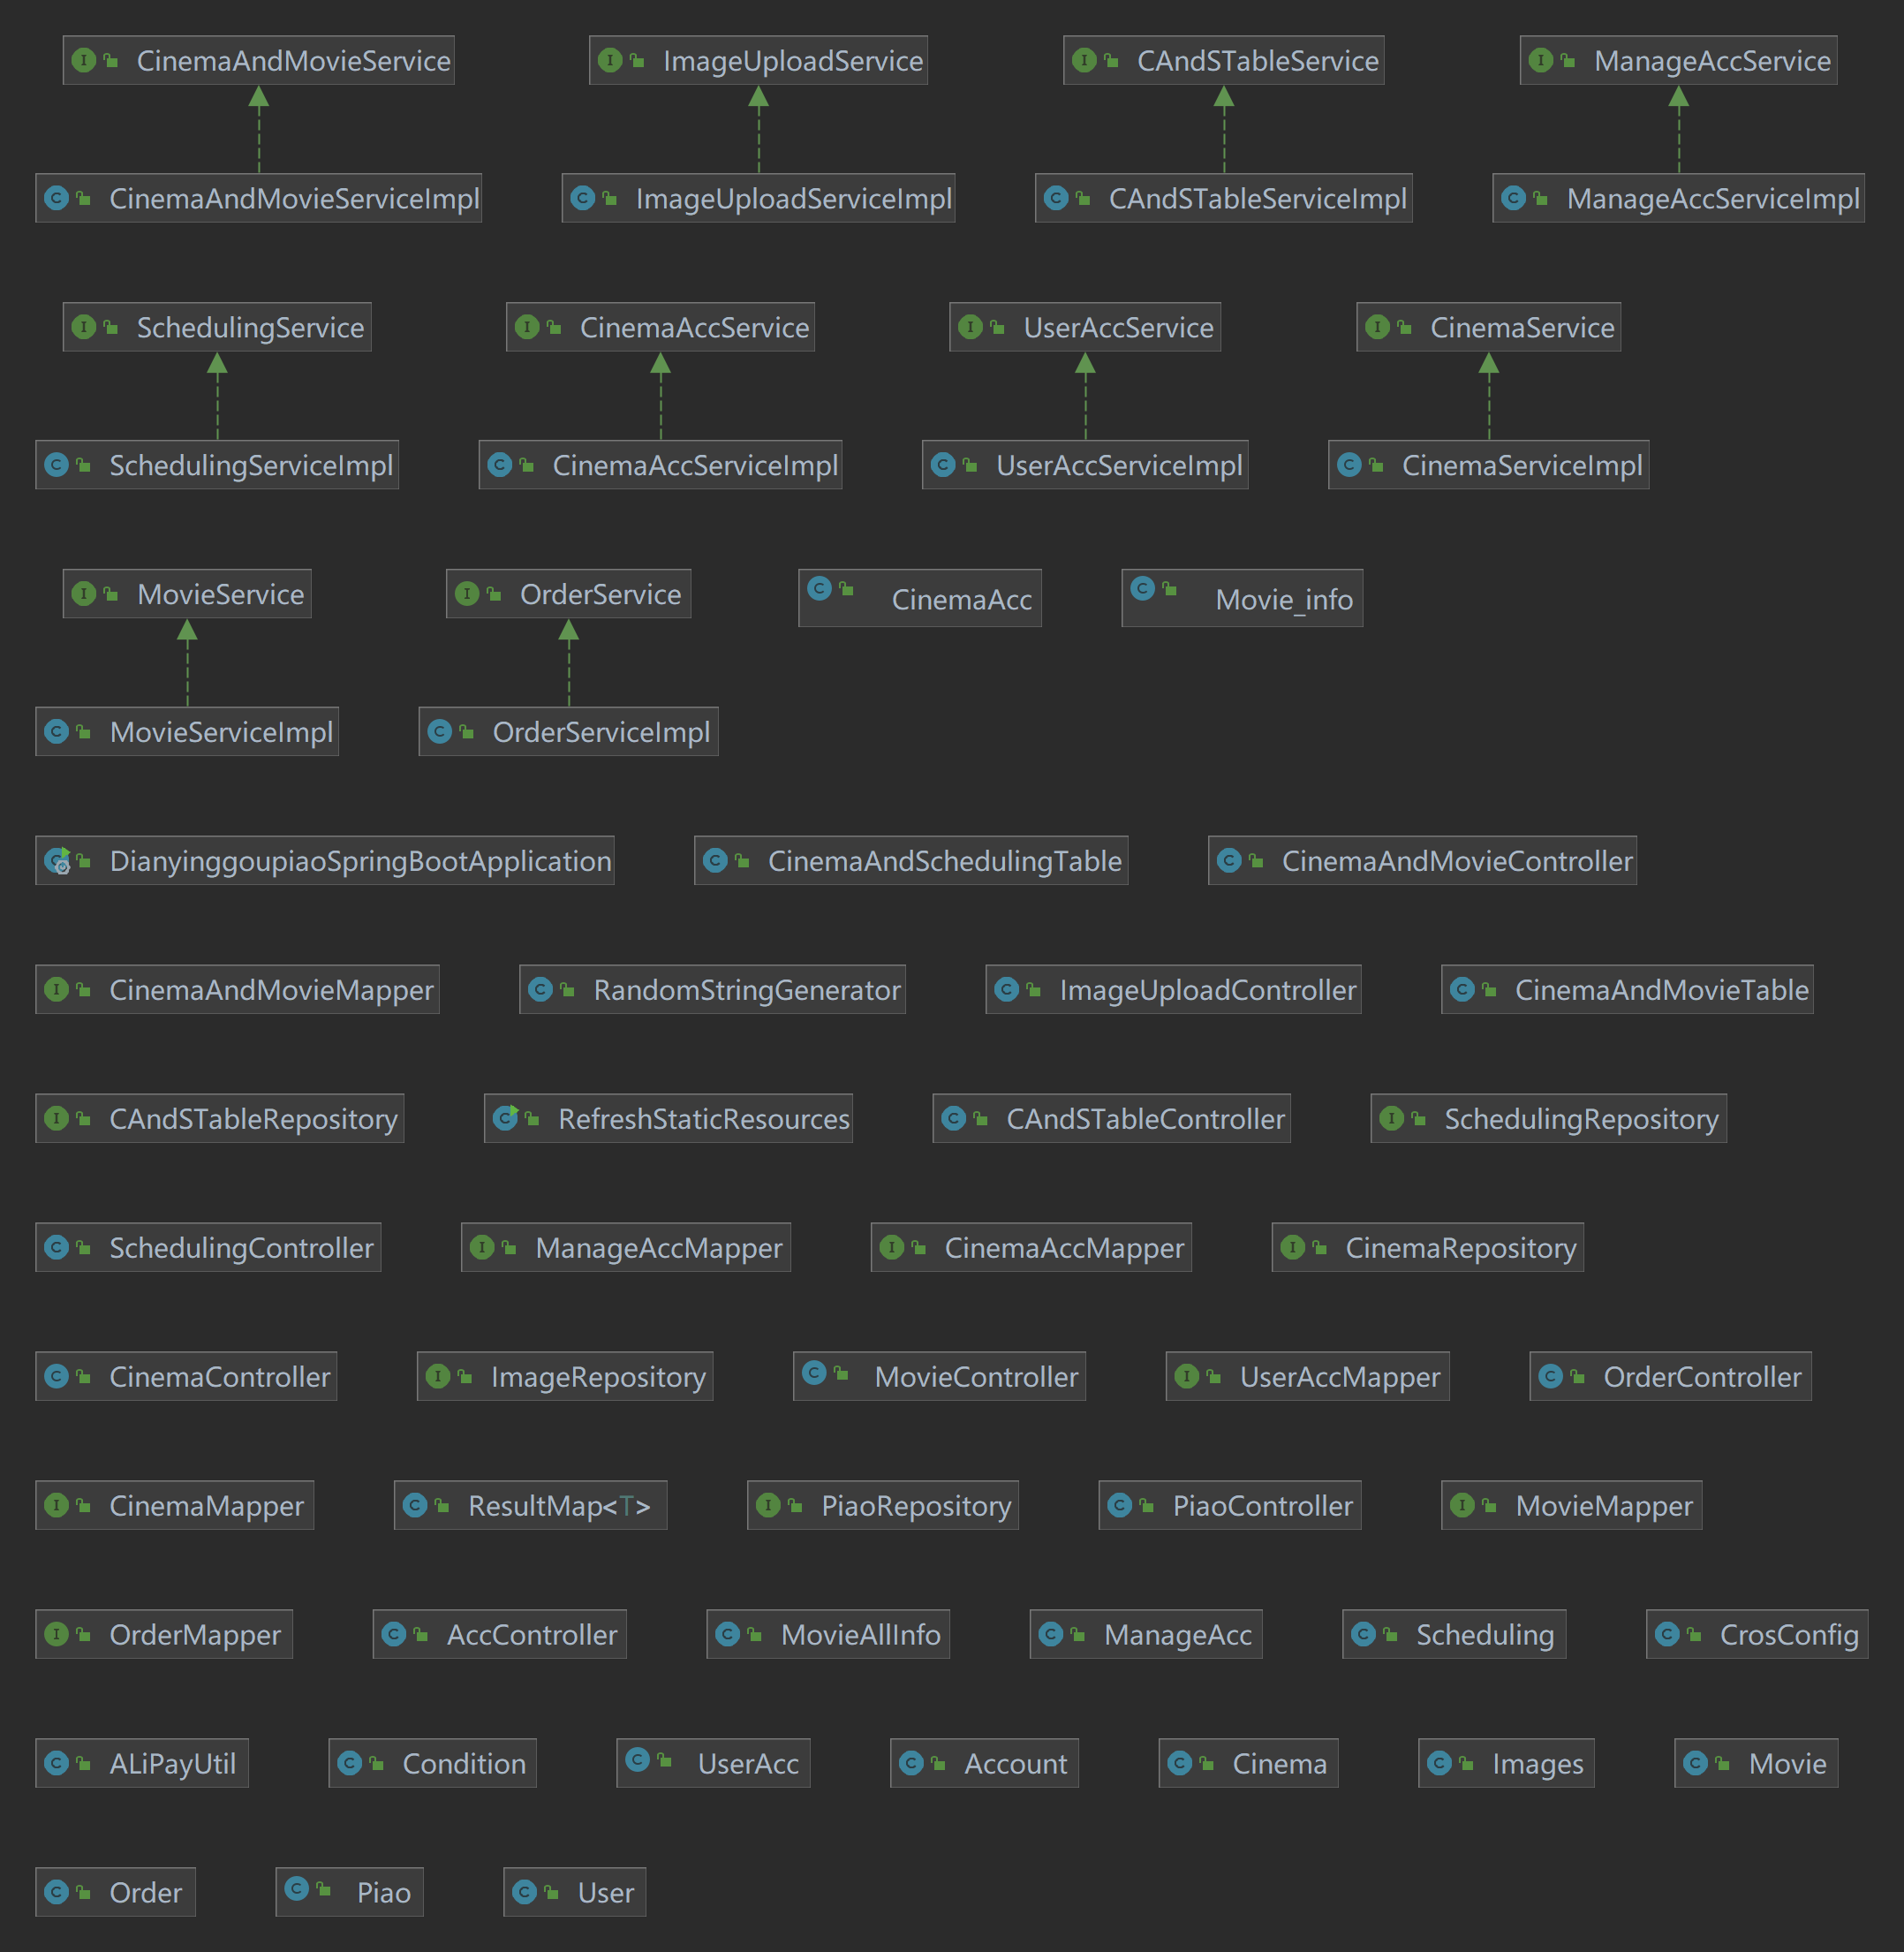 CinemaAndMovieService ImageUploadService CAndSTableService ManageAccService
CinemaAndMovieServiceImpl ImageUploadServiceImpl CAndSTableServiceImpl ManageAccServiceImpl
SchedulingService CinemaAccService UserAccService CinemaService
SchedulingServiceImpl CinemaAccServiceImpl UserAccServiceImpl CinemaServiceImpl
MovieService OrderService CinemaAcc Movie_info
MovieServiceImpl OrderServiceImpl
DianyinggoupiaoSpringBootApplication CinemaAndSchedulingTable CinemaAndMovieController
CinemaAndMovieMapper RandomStringGenerator ImageUploadController CinemaAndMovieTable
CAndSTableRepository RefreshStaticResources CAndSTableController SchedulingRepository
SchedulingController ManageAccMapper CinemaAccMapper CinemaRepository
CinemaController ImageRepository MovieController UserAccMapper OrderController
CinemaMapper ResultMap<T> PiaoRepository PiaoController MovieMapper
OrderMapper AccController MovieAllInfo ManageAcc Scheduling CrosConfig
ALiPayUtil Condition UserAcc Account Cinema Images Movie
Order Piao User